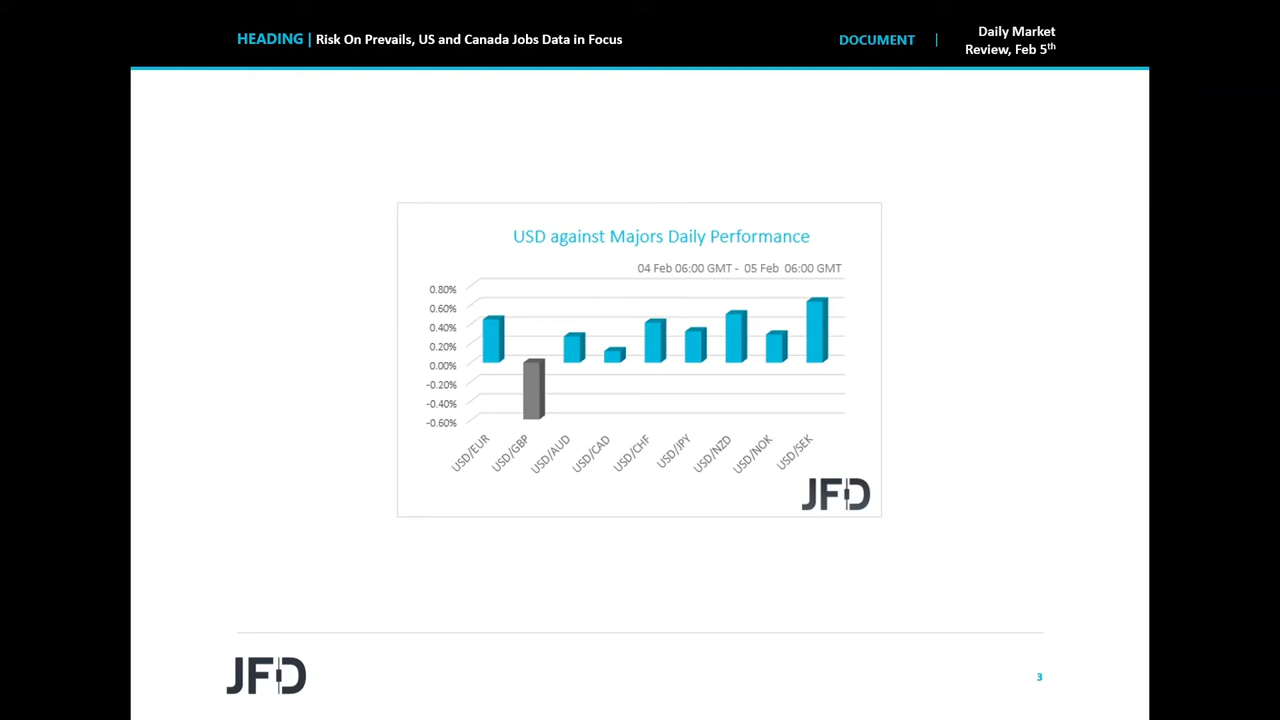 HEADING | Risk On Prevails, US and Canada Jobs Data in Focus
DOCUMENT |
Daily Market
Review, Feb 5th
USD against Majors Daily Performance
04 Feb 06:00 GMT - 05 Feb 06:00 GMT
0.80%
0.60%
0.40%
0.20%
0.00%
-0.20%
-0.40%
-0.60%
USD/EUR
USD/GBP
USD/AUD
USD/CAD
USD/CHF
USD/JPY
USD/NZD
USD/NOK
USD/SEK
JFD
JFD
3